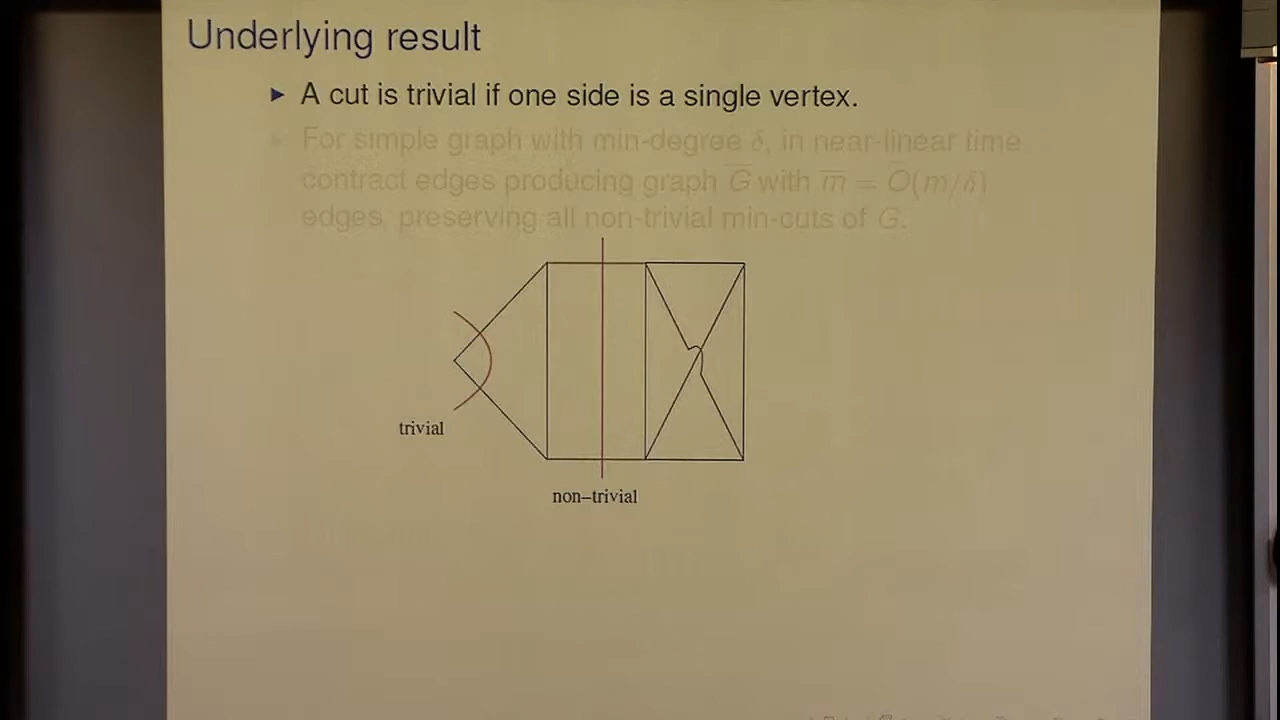 Underlying result
▶ A cut is trivial if one side is a single vertex.
▶ For simple graph with min-degree δ, in near-linear time
contract edges producing graph G̅ with m̅ = Õ(m/δ)
edges, preserving all non-trivial min-cuts of G.
trivial
non–trivial